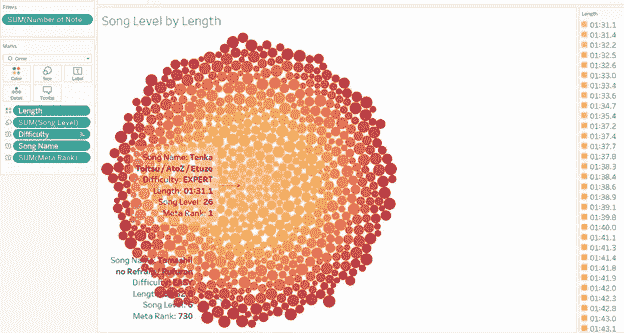 Filters
SUM(Number of Note
Marks
Circle
Color
Size
Label
Detail
Tooltip
Length
SUM(Song Level)
Difficulty
Song Name
SUM(Meta Rank)
Song Level by Length
Song Name: Tenka
Toitsu / AtoZ / Etuze
Difficulty: EXPERT
Length: 01:31.1
Song Level: 26
Meta Rank: 1
Song Name:
no Refrain /
Difficulty: EASY
Length:
Song Level: 6
Meta Rank: 730
Length
01:31.1
01:31.4
01:32.2
01:32.5
01:32.6
01:33.0
01:33.4
01:33.6
01:34.7
01:35.4
01:37.2
01:37.4
01:37.7
01:37.8
01:38.3
01:38.4
01:38.6
01:38.9
01:39.1
01:39.8
01:40.0
01:41.1
01:41.3
01:41.4
01:41.8
01:41.9
01:42.0
01:42.3
01:42.8
01:43.0
01:43.1